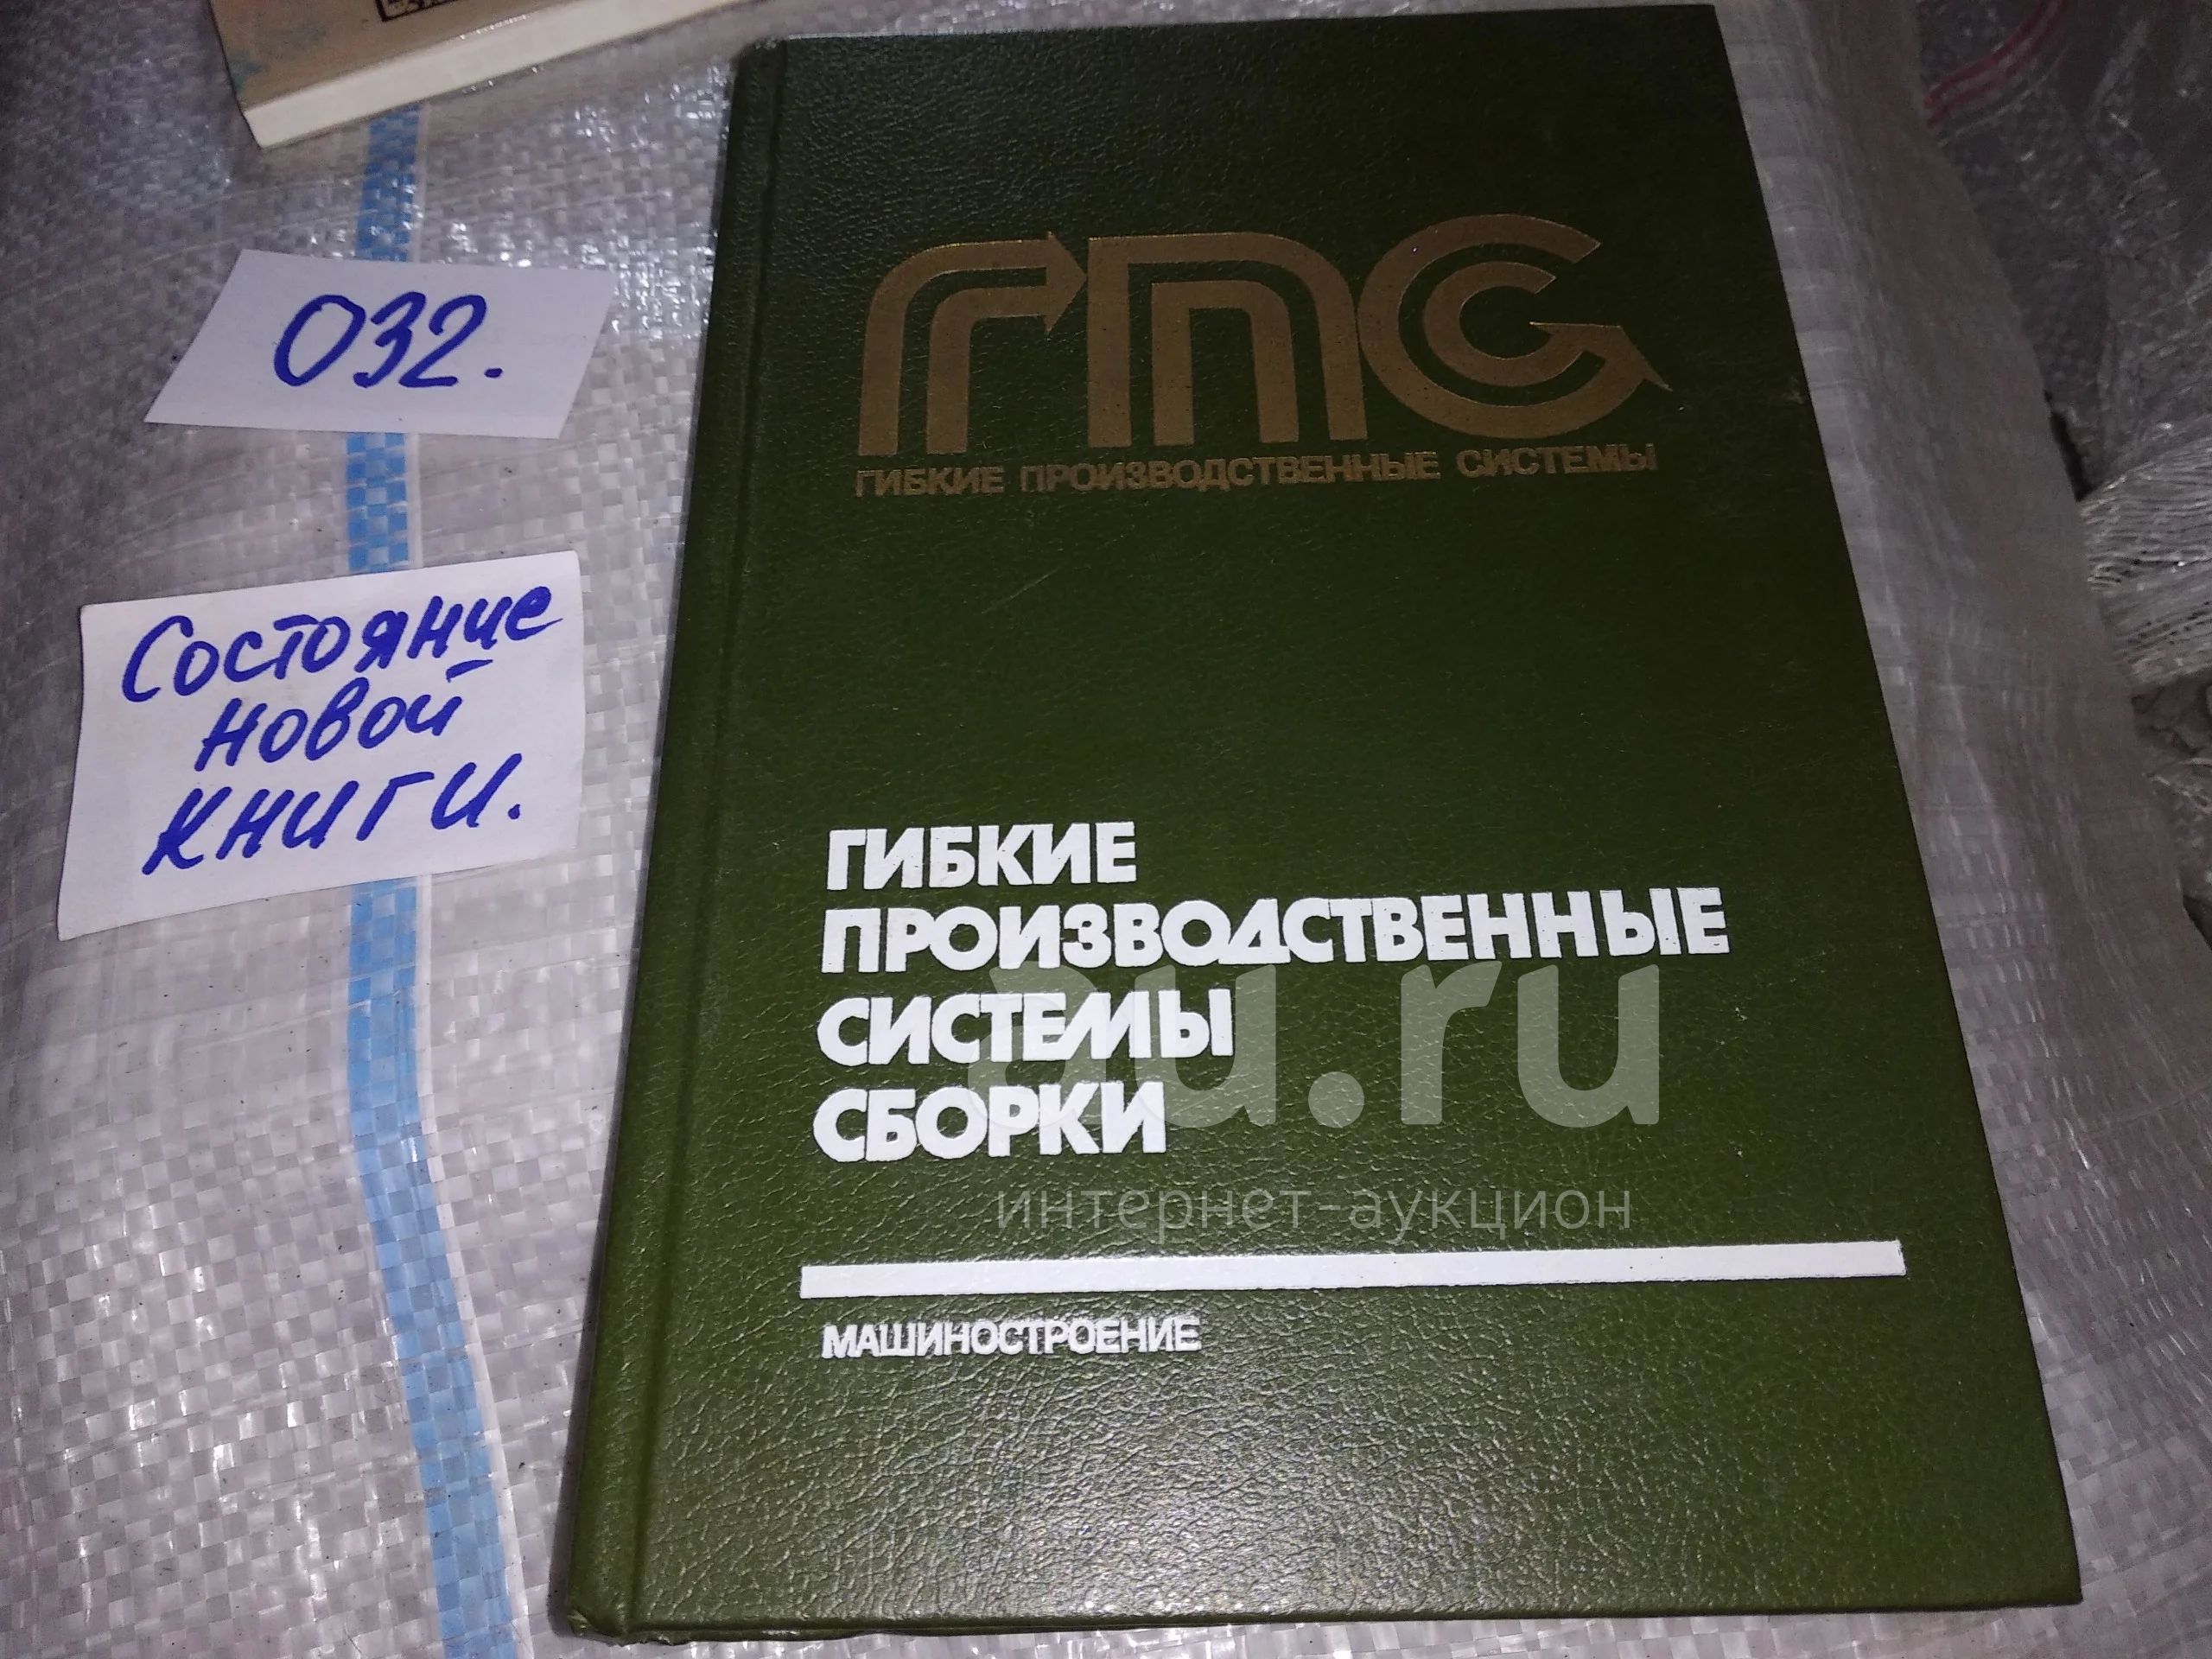 032.
Состояние
новой
книги.
ГПС
ГИБКИЕ ПРОИЗВОДСТВЕННЫЕ СИСТЕМЫ
ГИБКИЕ
ПРОИЗВОДСТВЕННЫЕ
СИСТЕМЫ
СБОРКИ
au.ru
интернет-аукцион
МАШИНОСТРОЕНИЕ